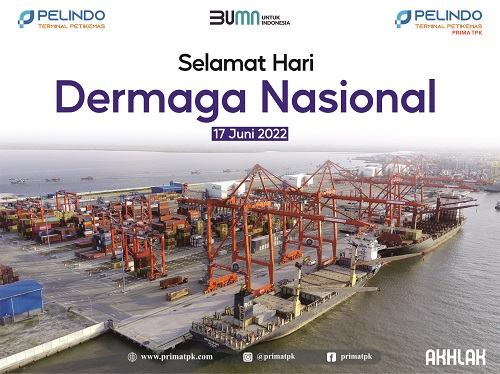 PELINDO
TERMINAL PETIKEMAS
BUMN UNTUK
INDONESIA
PELINDO
TERMINAL PETIKEMAS
PRIMA TPK
Selamat Hari
Dermaga Nasional
17 Juni 2022
www.primatpk.com
@primatpk
primatpk
AKHLAK